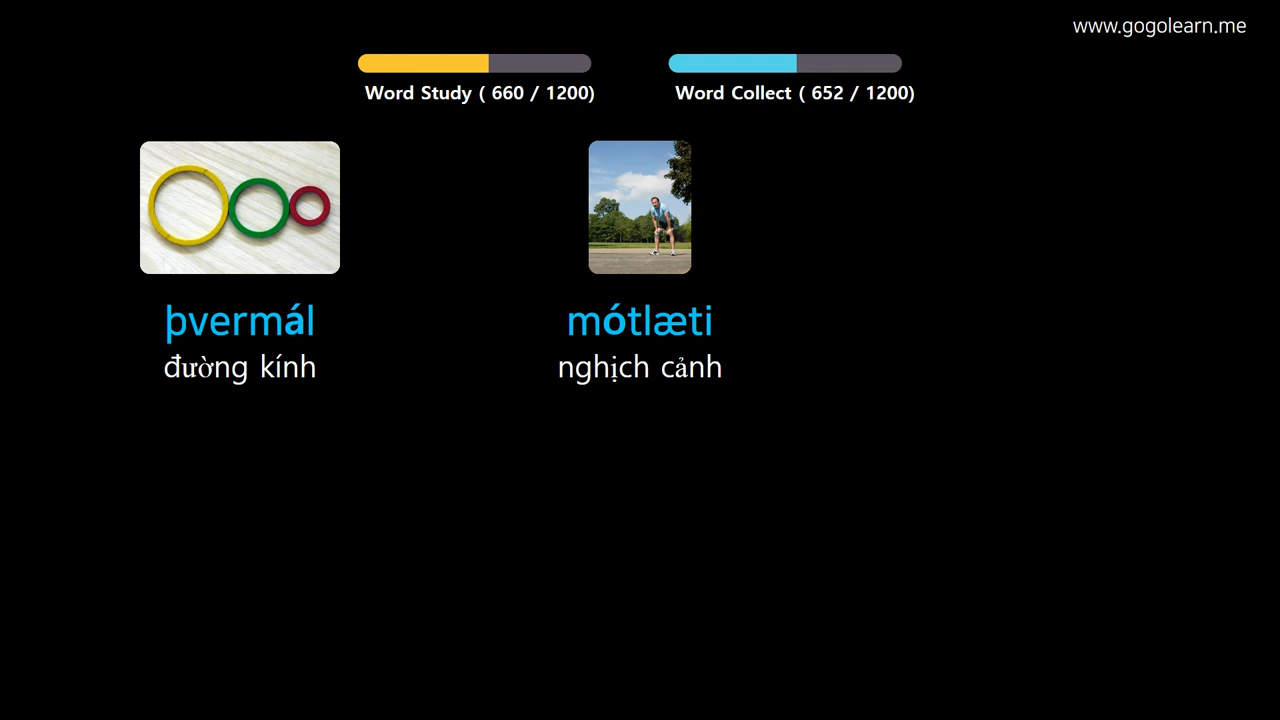 www.gogolearn.me
Word Study ( 660 / 1200)
Word Collect ( 652 / 1200)
þvermál
mótlæti
đường kính
nghịch cảnh